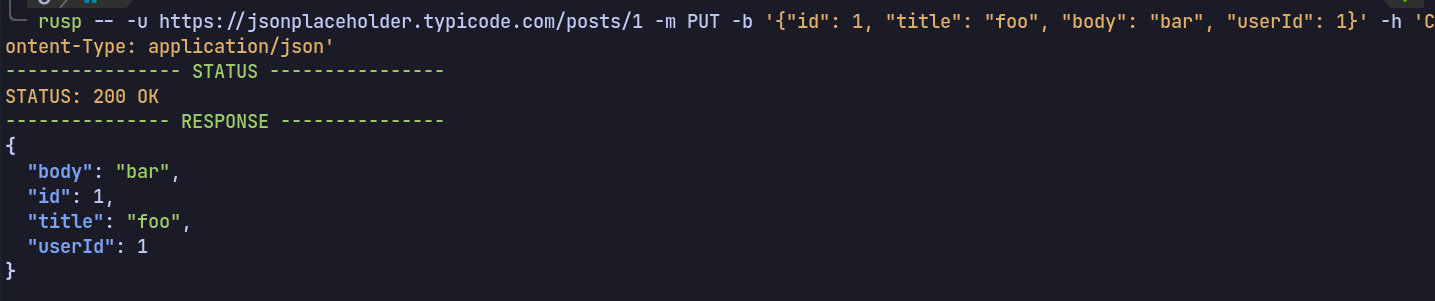 rusp -- -u https://jsonplaceholder.typicode.com/posts/1 -m PUT -b '{"id": 1, "title": "foo", "body": "bar", "userId": 1}' -h 'C
ontent-Type: application/json'
---------------- STATUS ----------------
STATUS: 200 OK
--------------- RESPONSE ---------------
{
  "body": "bar",
  "id": 1,
  "title": "foo",
  "userId": 1
}